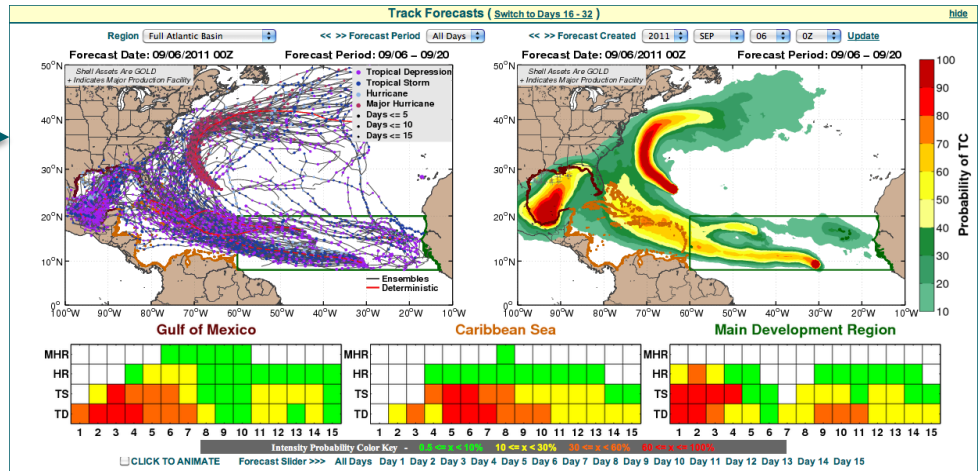 Track Forecasts ( Switch to Days 16 - 32 )
hide
Region Full Atlantic Basin << >> Forecast Period All Days << >> Forecast Created 2011 SEP 06 0Z Update
Forecast Date: 09/06/2011 00Z Forecast Period: 09/06 – 09/20
Shell Assets Are GOLD
+ Indicates Major Production Facility
Tropical Depression
Tropical Storm
Hurricane
Major Hurricane
Days <= 5
Days <= 10
Days <= 15
50°N
40°N
30°N
20°N
10°N
0°
Ensembles
Deterministic
100°W 90°W 80°W 70°W 60°W 50°W 40°W 30°W 20°W 10°W
Forecast Date: 09/06/2011 00Z Forecast Period: 09/06 – 09/20
Shell Assets Are GOLD
+ Indicates Major Production Facility
50°N
40°N
30°N
20°N
10°N
0°
100°W 90°W 80°W 70°W 60°W 50°W 40°W 30°W 20°W 10°W
100
90
80
70
60
50
40
30
20
10
Probability of TC
Gulf of Mexico
MHR
HR
TS
TD
1 2 3 4 5 6 7 8 9 10 11 12 13 14 15
Caribbean Sea
MHR
HR
TS
TD
1 2 3 4 5 6 7 8 9 10 11 12 13 14 15
Main Development Region
MHR
HR
TS
TD
1 2 3 4 5 6 7 8 9 10 11 12 13 14 15
Intensity Probability Color Key - 0.5 <= x < 10% 10 <= x < 30% 30 <= x < 60% 60 <= x <= 100%
CLICK TO ANIMATE Forecast Slider >>> All Days Day 1 Day 2 Day 3 Day 4 Day 5 Day 6 Day 7 Day 8 Day 9 Day 10 Day 11 Day 12 Day 13 Day 14 Day 15